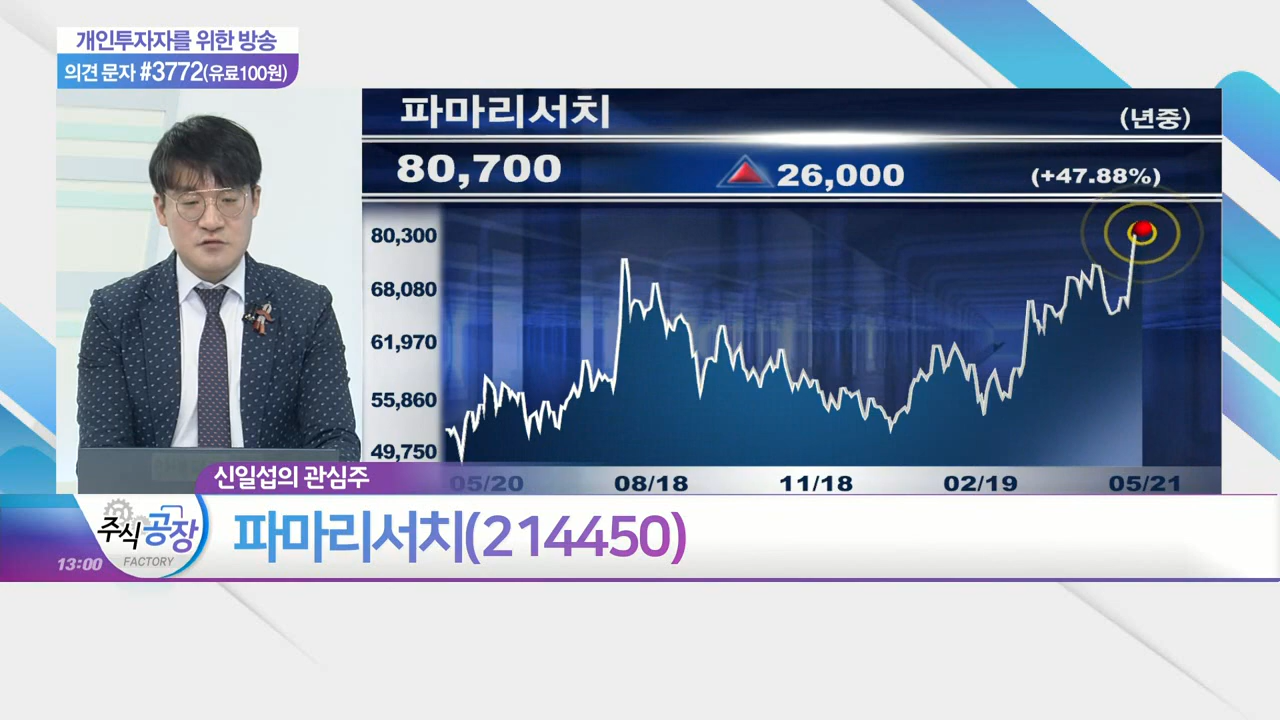 개인투자자를 위한 방송
의견 문자 #3772(유료100원)
파마리서치
(년중)
80,700
26,000
(+47.88%)
80,300
68,080
61,970
55,860
49,750
05/20
08/18
11/18
02/19
05/21
신일섭의 관심주
주식공장
FACTORY
13:00
파마리서치(214450)